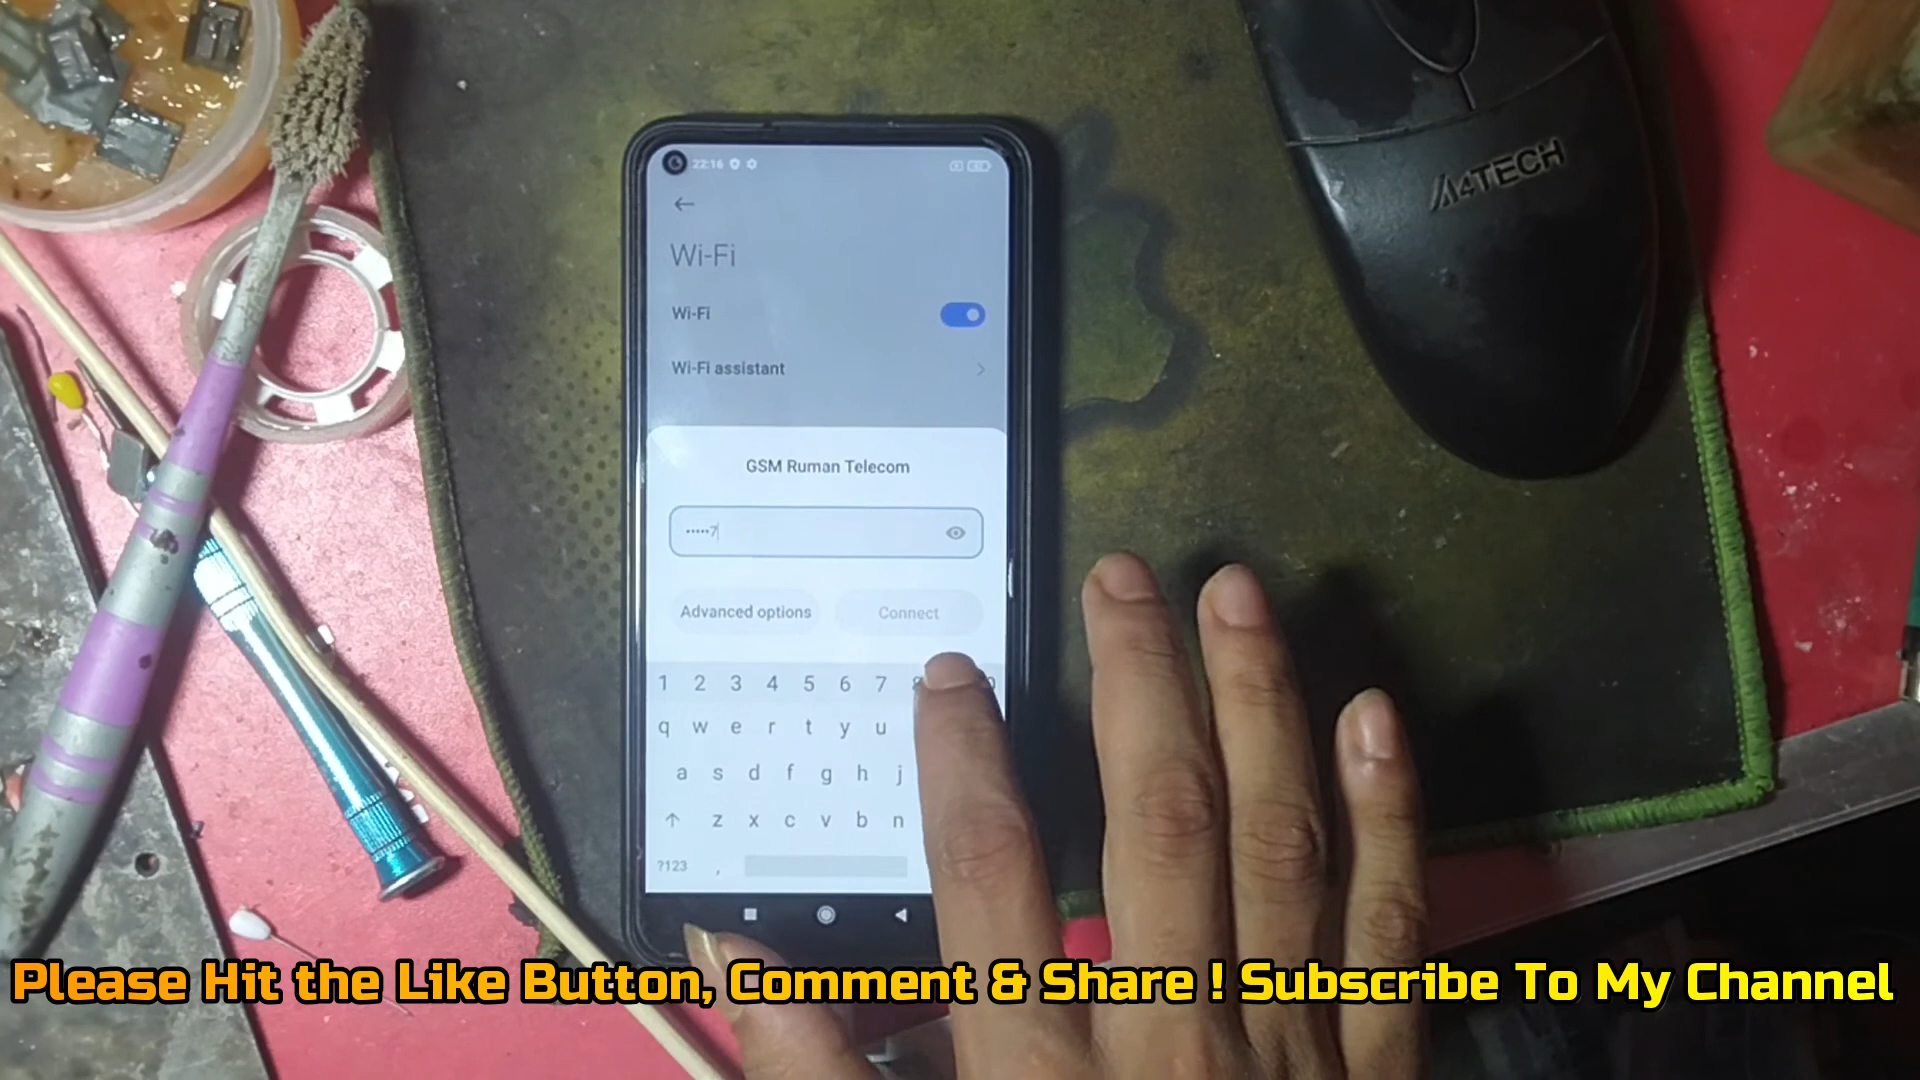 22:16
Wi-Fi
Wi-Fi
Wi-Fi assistant
GSM Ruman Telecom
•••••7
Advanced options
Connect
1 2 3 4 5 6 7
q w e r t y u
a s d f g h j
z x c v b n
?123 ,
A4TECH
Please Hit the Like Button, Comment & Share ! Subscribe To My Channel